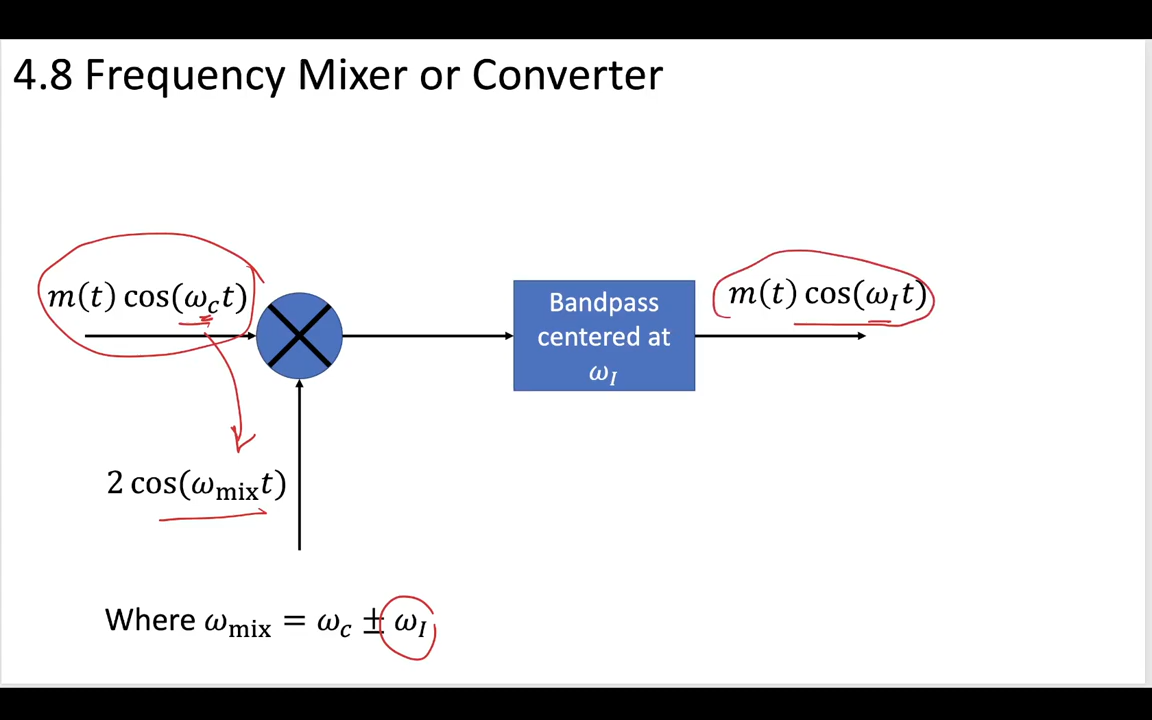 4.8 Frequency Mixer or Converter
m(t) cos(ω_c t)
Bandpass
centered at
ω_I
m(t) cos(ω_I t)
2 cos(ω_mix t)
Where ω_mix = ω_c ± ω_I